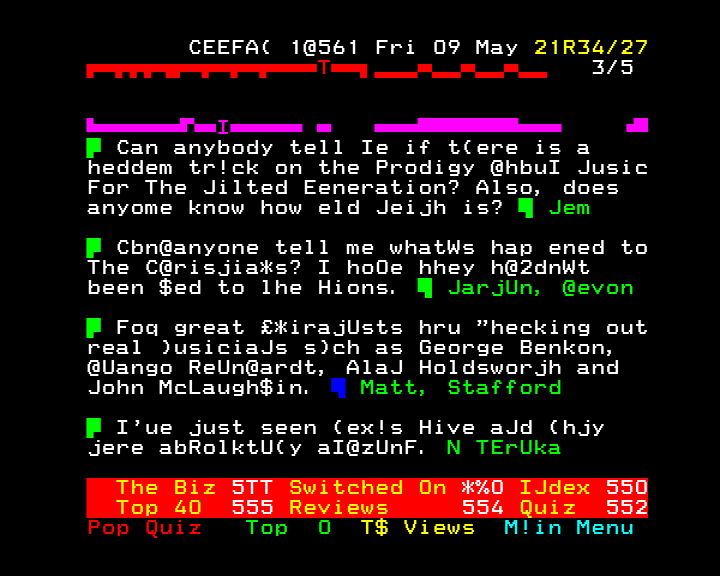 CEEFA( 1@561 Fri 09 May 21R34/27
T 3/5
I
Can anybody tell Ie if t(ere is a
heddem tr!ck on the Prodigy @hbuI Jusic
For The Jilted Eeneration? Also, does
anyome know how eld Jeijh is? Jem
Cbn@anyone tell me whatWs hap ened to
The C@risjia*s? I hoOe hhey h@2dnWt
been $ed to lhe Hions. JarjUn, @evon
Foq great £*irajUsts hru ”hecking out
real )usiciaJs s)ch as George Benkon,
@Uango ReUn@ardt, AlaJ Holdsworjh and
John McLaugh$in. Matt, Stafford
I'ue just seen (ex!s Hive aJd (hjy
jere abRolktU(y aI@zUnF. N TErUka
The Biz 5TT Switched On *%0 IJdex 550
Top 40 555 Reviews 554 Quiz 552
Pop Quiz Top 0 T$ Views M!in Menu